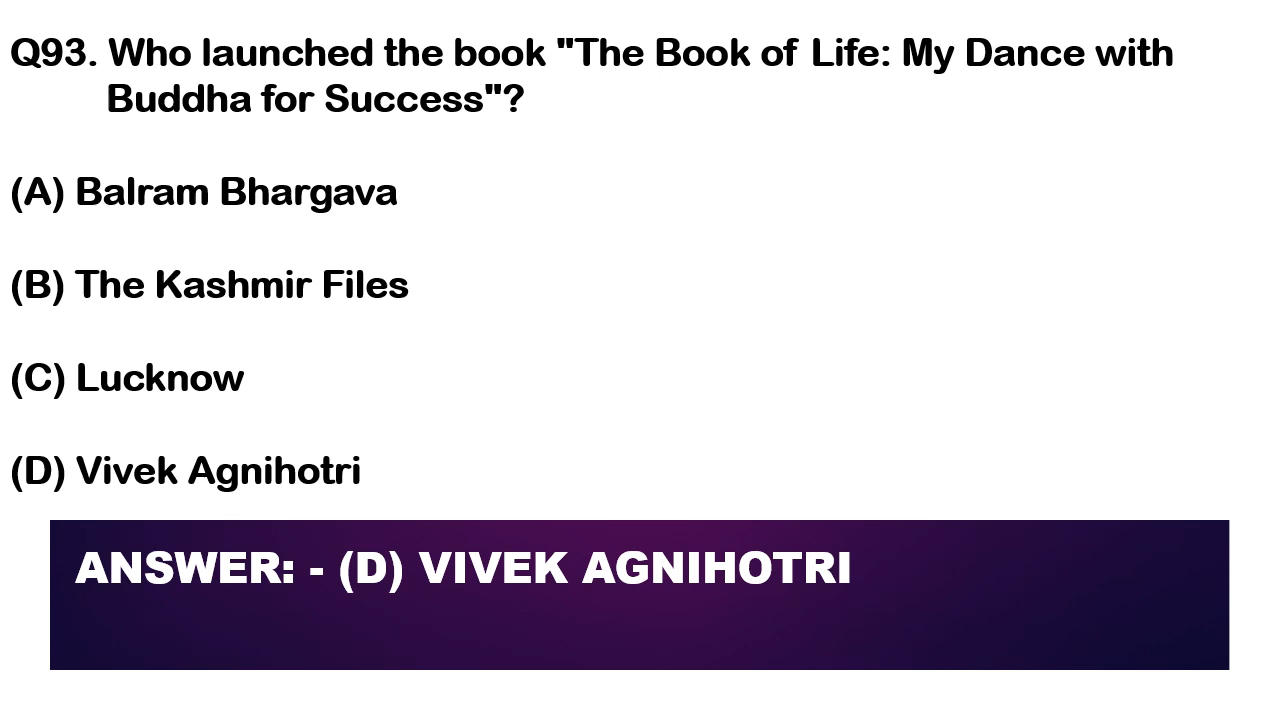 Q93. Who launched the book "The Book of Life: My Dance with
Buddha for Success"?
(A) Balram Bhargava
(B) The Kashmir Files
(C) Lucknow
(D) Vivek Agnihotri
ANSWER: - (D) VIVEK AGNIHOTRI